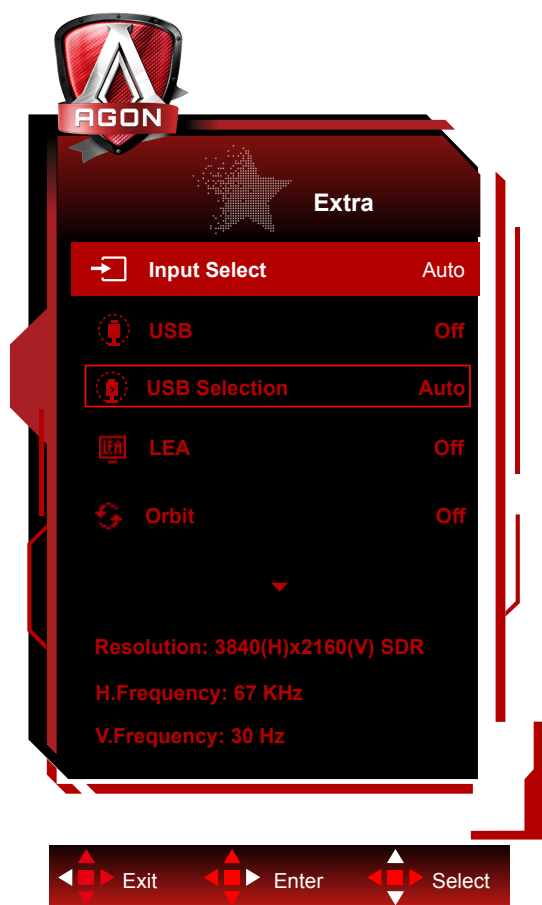 AGON
Extra
Input Select Auto
USB Off
USB Selection Auto
LEA Off
Orbit Off
Resolution: 3840(H)x2160(V) SDR
H.Frequency: 67 KHz
V.Frequency: 30 Hz
Exit Enter Select